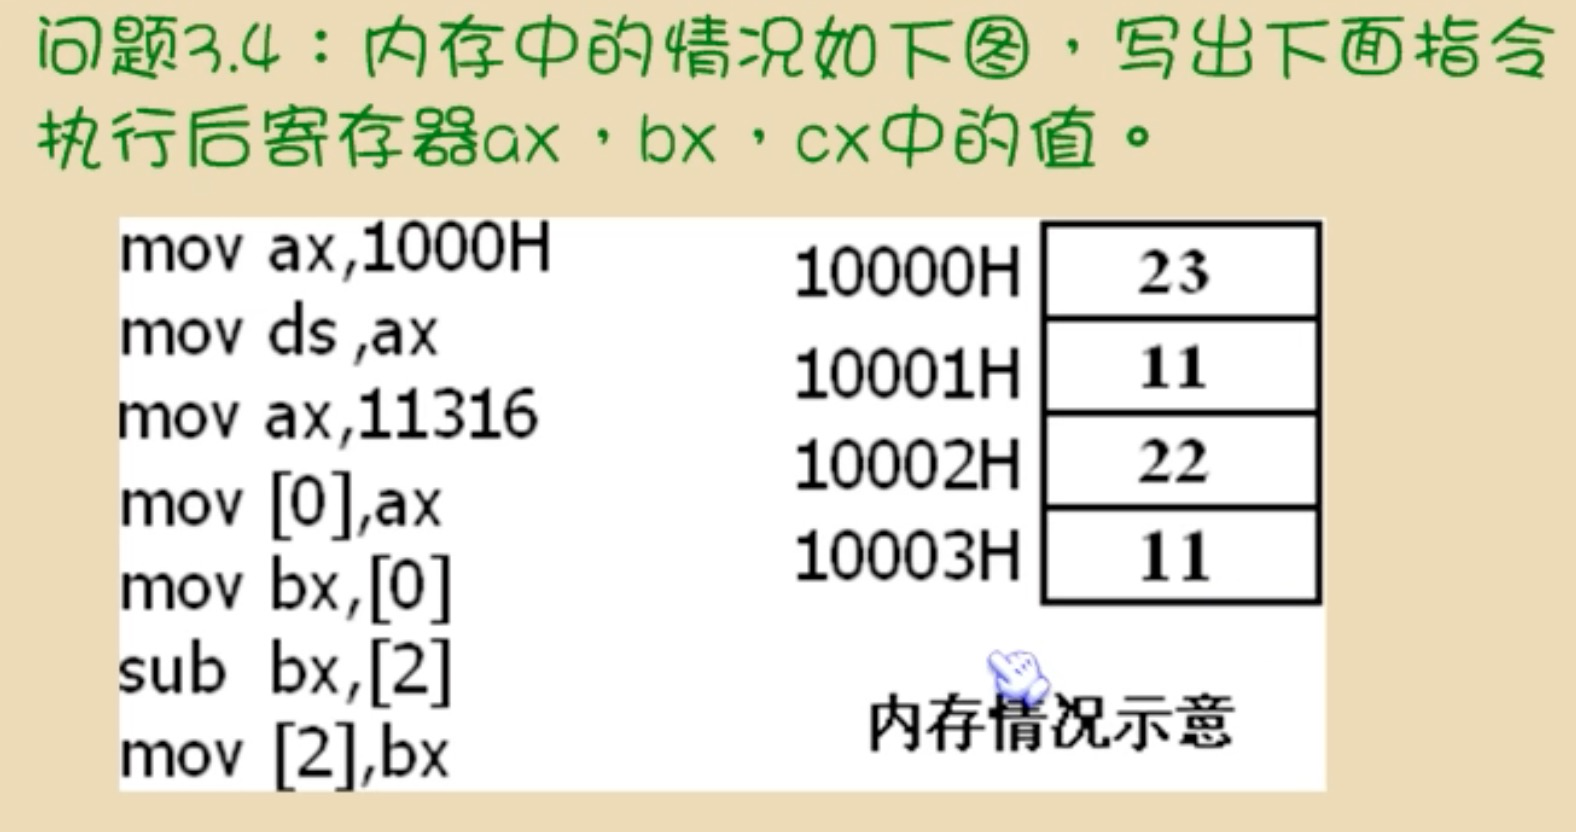 问题3.4：内存中的情况如下图，写出下面指令
执行后寄存器ax，bx，cx中的值。
mov ax,1000H
mov ds ,ax
mov ax,11316
mov [0],ax
mov bx,[0]
sub bx,[2]
mov [2],bx
10000H 23
10001H 11
10002H 22
10003H 11
内存情况示意